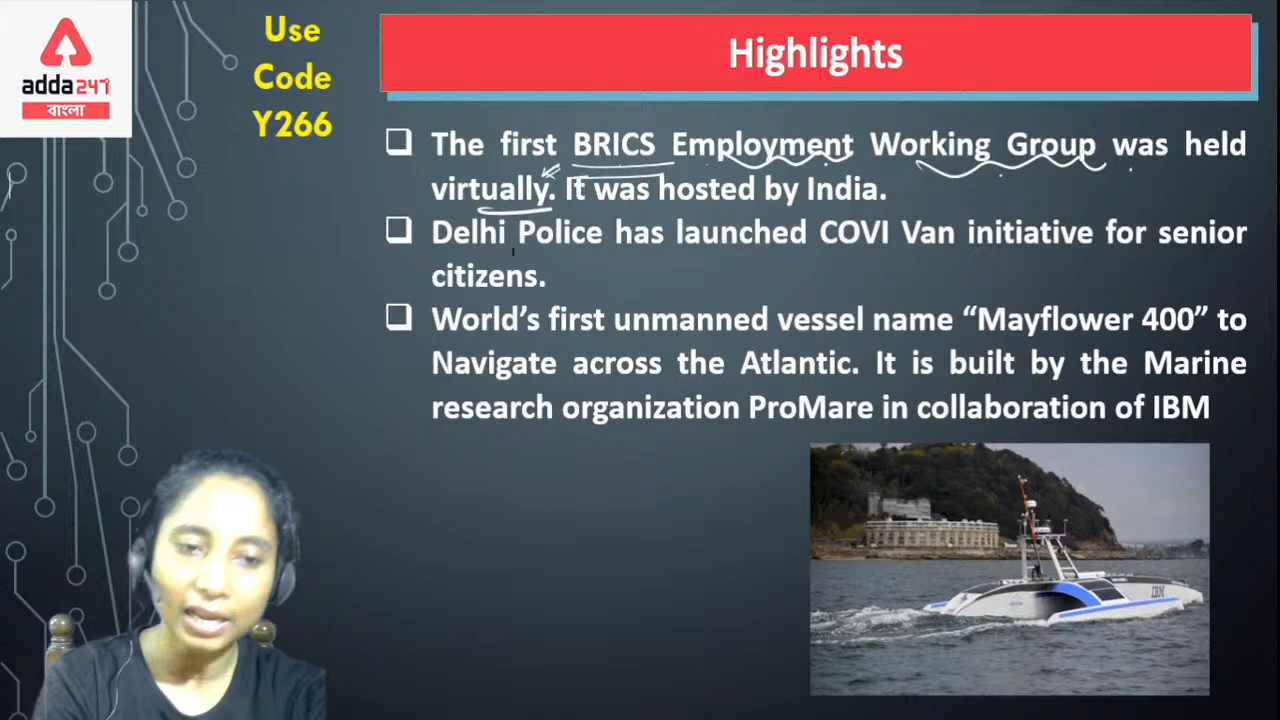 adda247
বাংলা
Use
Code
Y266
Highlights
The first BRICS Employment Working Group was held
virtually. It was hosted by India.
Delhi Police has launched COVI Van initiative for senior
citizens.
World's first unmanned vessel name “Mayflower 400” to
Navigate across the Atlantic. It is built by the Marine
research organization ProMare in collaboration of IBM
IBM